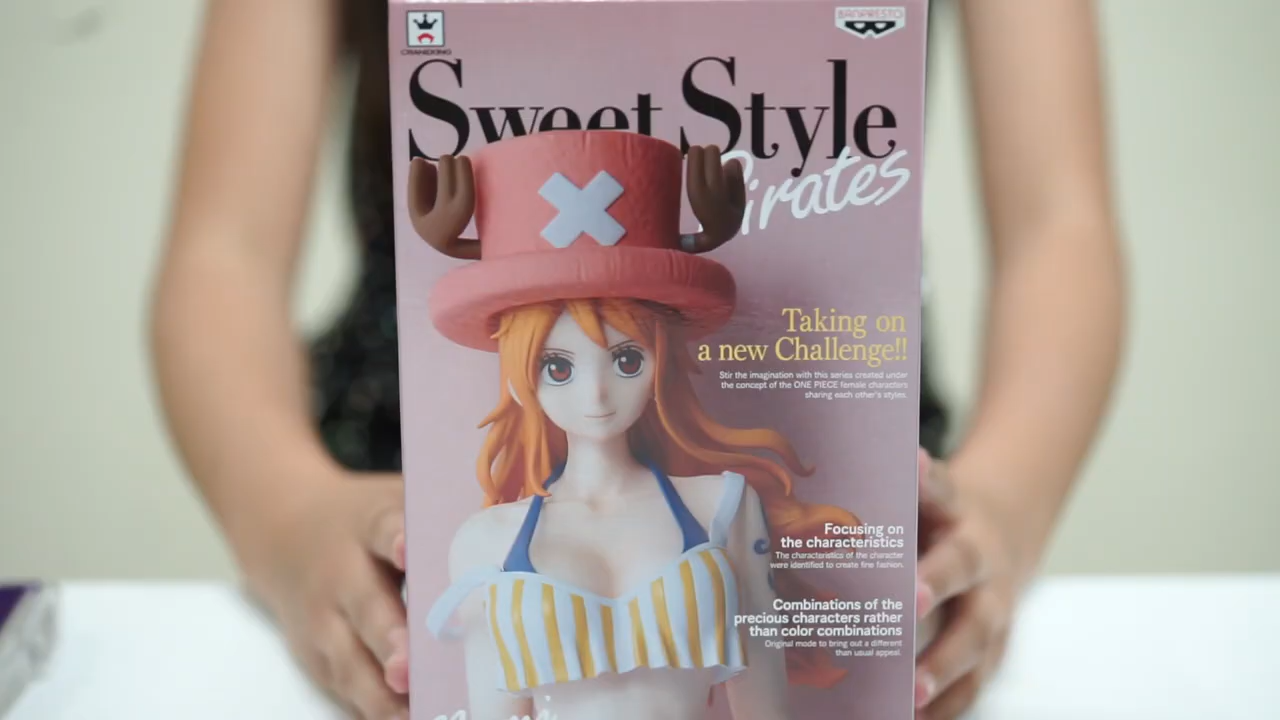 CRANEKING
BANPRESTO
Sweet Style
Pirates
Taking on
a new Challenge!!
Stir the imagination with this series created under
the concept of the ONE PIECE female characters
sharing each other's styles.
Focusing on
the characteristics
The characteristics of the character
were identified to create fine fashion.
Combinations of the
precious characters rather
than color combinations
Original mode to bring out a different
than usual appeal.